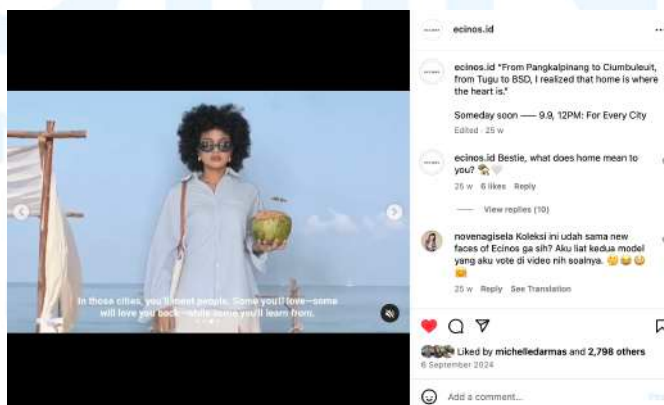 In those cities, you'll meet people. Some you'll love—some
will love you back—while some you'll learn from.
ecinos.id
ecinos.id "From Pangkalpinang to Ciumbuleuit,
from Tugu to BSD, I realized that home is where
the heart is."
Someday soon —— 9.9, 12PM: For Every City
Edited · 25 w
ecinos.id Bestie, what does home mean to
you?
25 w 6 likes Reply
View replies (10)
novenagisela Koleksi ini udah sama new
faces of Ecinos ga sih? Aku liat kedua model
yang aku vote di video nih soalnya.
25 w Reply See Translation
Liked by michelledarmas and 2,798 others
6 September 2024
Add a comment...